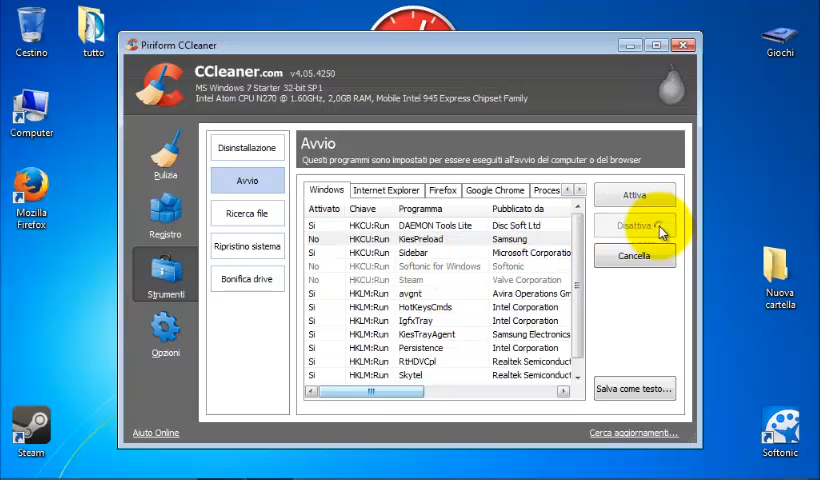 Cestino
tutto
Giochi
Computer
Mozilla
Firefox
Nuova
cartella
Steam
Softonic
Piriform CCleaner
CCleaner.com v4.05.4250
MS Windows 7 Starter 32-bit SP1
Intel Atom CPU N270 @ 1.60GHz, 2,0GB RAM, Mobile Intel 945 Express Chipset Family
Pulizia
Registro
Strumenti
Opzioni
Disinstallazione
Avvio
Ricerca file
Ripristino sistema
Bonifica drive
Avvio
Questi programmi sono impostati per essere eseguiti all'avvio del computer o del browser
Windows Internet Explorer Firefox Google Chrome Proces
Attivato Chiave Programma Pubblicato da
Si HKCU:Run DAEMON Tools Lite Disc Soft Ltd
No HKCU:Run KiesPreload Samsung
Si HKCU:Run Sidebar Microsoft Corporatio
No HKCU:Run Softonic for Windows Softonic
No HKCU:Run Steam Valve Corporation
Si HKLM:Run avgnt Avira Operations Gm
Si HKLM:Run HotKeysCmds Intel Corporation
Si HKLM:Run IgfxTray Intel Corporation
Si HKLM:Run KiesTrayAgent Samsung Electronics
Si HKLM:Run Persistence Intel Corporation
Si HKLM:Run RtHDVCpl Realtek Semiconduct
Si HKLM:Run Skytel Realtek Semiconduct
Attiva
Disattiva
Cancella
Salva come testo...
Aiuto Online
Cerca aggiornamenti...